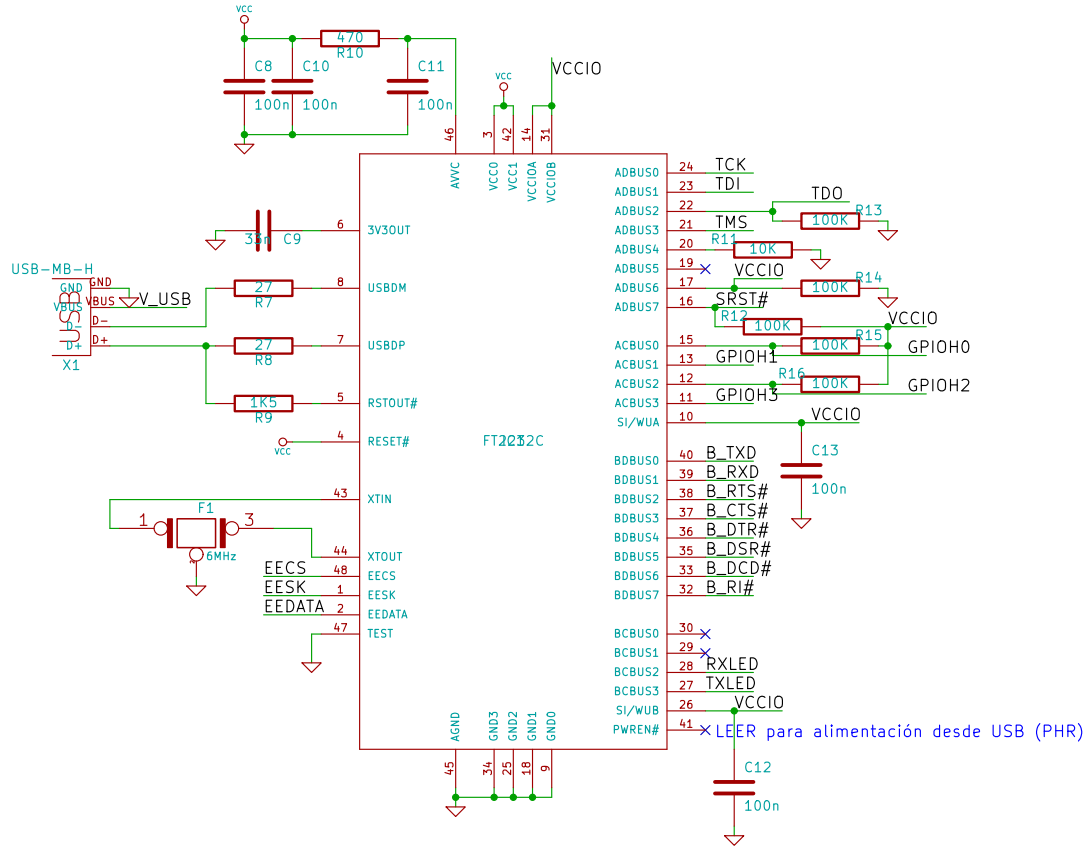 VCC
470
R10
C8
C10
C11
100n
100n
100n
VCC
VCCIO
46
3
42
14
31
AVVC
VCC0
VCC1
VCCIOA
VCCIOB
33n
C9
6
3V3OUT
USB-MB-H
GND
GND
VBUS
VBUS
V_USB
D-
D-
D+
D+
USB
X1
27
R7
8
USBDM
27
R8
7
USBDP
1K5
R9
5
RSTOUT#
VCC
4
RESET#
43
XTIN
F1
1
3
2
6MHz
44
XTOUT
EECS
48
EECS
EESK
1
EESK
EEDATA
2
EEDATA
47
TEST
FT2232C
ADBUS0
24
TCK
ADBUS1
23
TDI
ADBUS2
22
TDO
100K
R13
ADBUS3
21
TMS
ADBUS4
20
R11
10K
ADBUS5
19
VCCIO
ADBUS6
17
100K
R14
ADBUS7
16
SRST#
R12
100K
VCCIO
ACBUS0
15
100K
R15
GPIOH0
ACBUS1
13
GPIOH1
ACBUS2
12
R16
100K
GPIOH2
ACBUS3
11
GPIOH3
SI/WUA
10
VCCIO
C13
100n
BDBUS0
40
B_TXD
BDBUS1
39
B_RXD
BDBUS2
38
B_RTS#
BDBUS3
37
B_CTS#
BDBUS4
36
B_DTR#
BDBUS5
35
B_DSR#
BDBUS6
33
B_DCD#
BDBUS7
32
B_RI#
BCBUS0
30
BCBUS1
29
BCBUS2
28
RXLED
BCBUS3
27
TXLED
SI/WUB
26
VCCIO
PWREN#
41
LEER para alimentación desde USB (PHR)
AGND
GND3
GND2
GND1
GND0
45
34
25
18
9
C12
100n